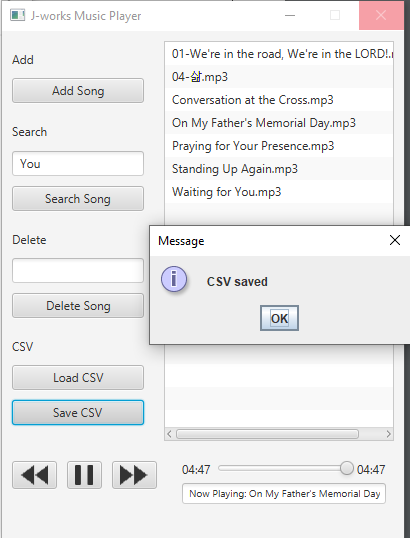 J-works Music Player
Add
Add Song
Search
You
Search Song
Delete
Delete Song
CSV
Load CSV
Save CSV
01-We're in the road, We're in the LORD!.m
04-삶.mp3
Conversation at the Cross.mp3
On My Father's Memorial Day.mp3
Praying for Your Presence.mp3
Standing Up Again.mp3
Waiting for You.mp3
Message
CSV saved
OK
04:47
04:47
Now Playing: On My Father's Memorial Day